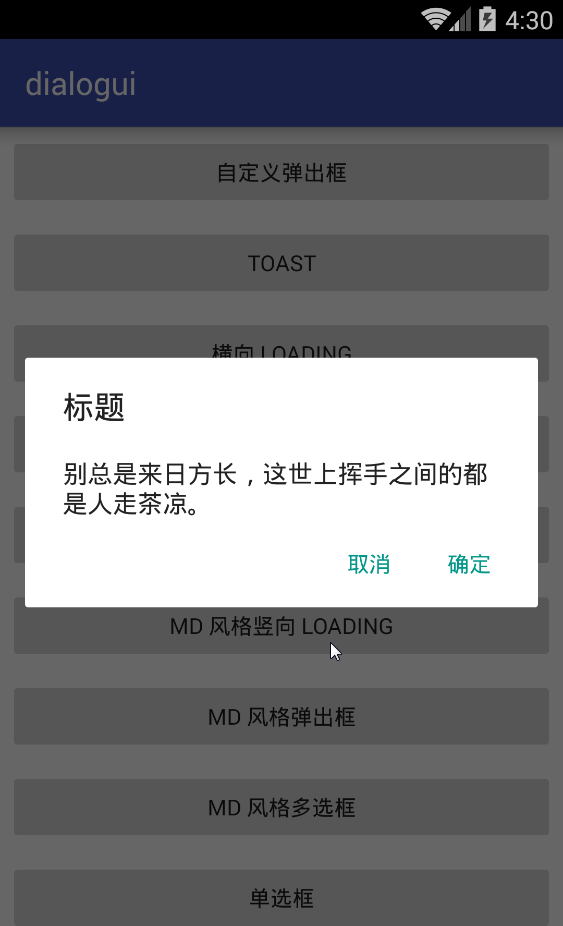 4:30
dialogui
自定义弹出框
TOAST
横向 LOADING
标题
别总是来日方长，这世上挥手之间的都
是人走茶凉。
取消
确定
MD 风格竖向 LOADING
MD 风格弹出框
MD 风格多选框
单选框